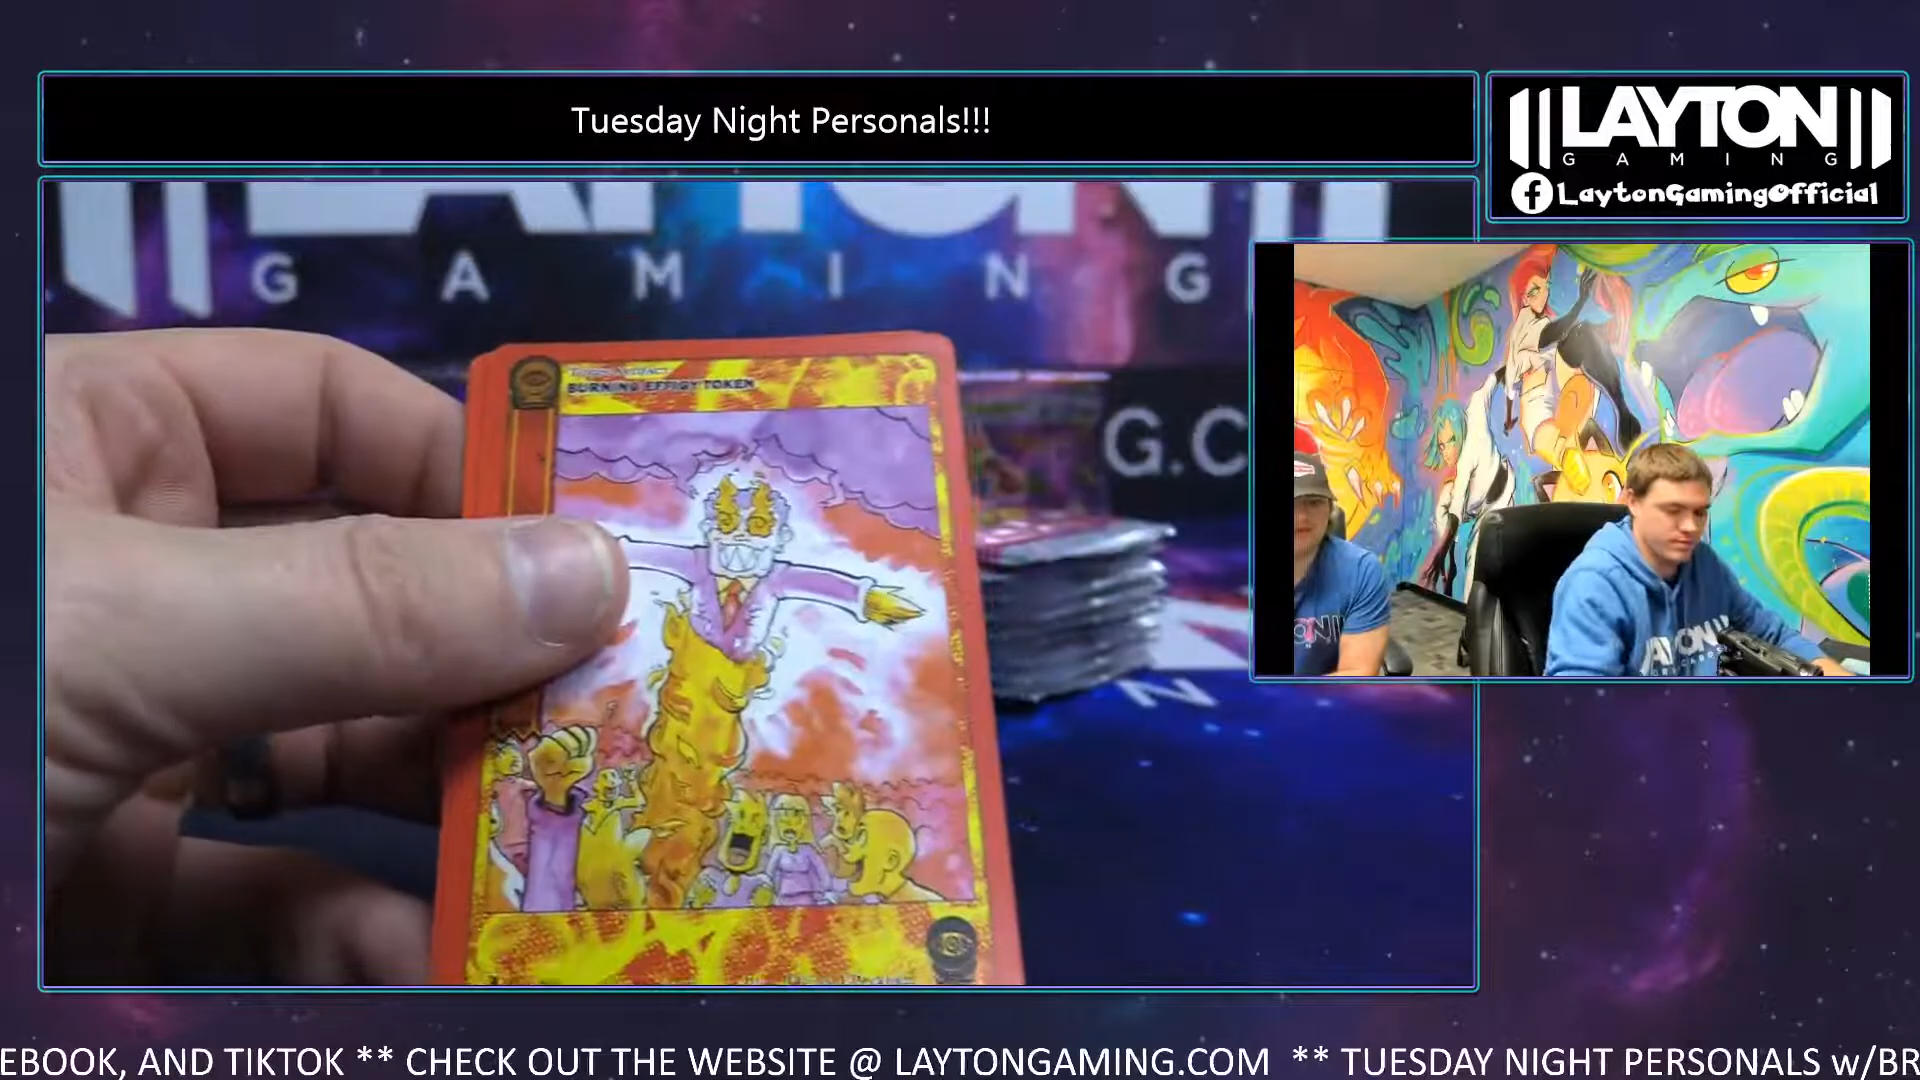 Tuesday Night Personals!!!
LAYTON
GAMING
LaytonGamingOfficial
GAMING
BURNING EFFIGY TOKEN
G.C
EBOOK, AND TIKTOK ** CHECK OUT THE WEBSITE @ LAYTONGAMING.COM ** TUESDAY NIGHT PERSONALS w/BR